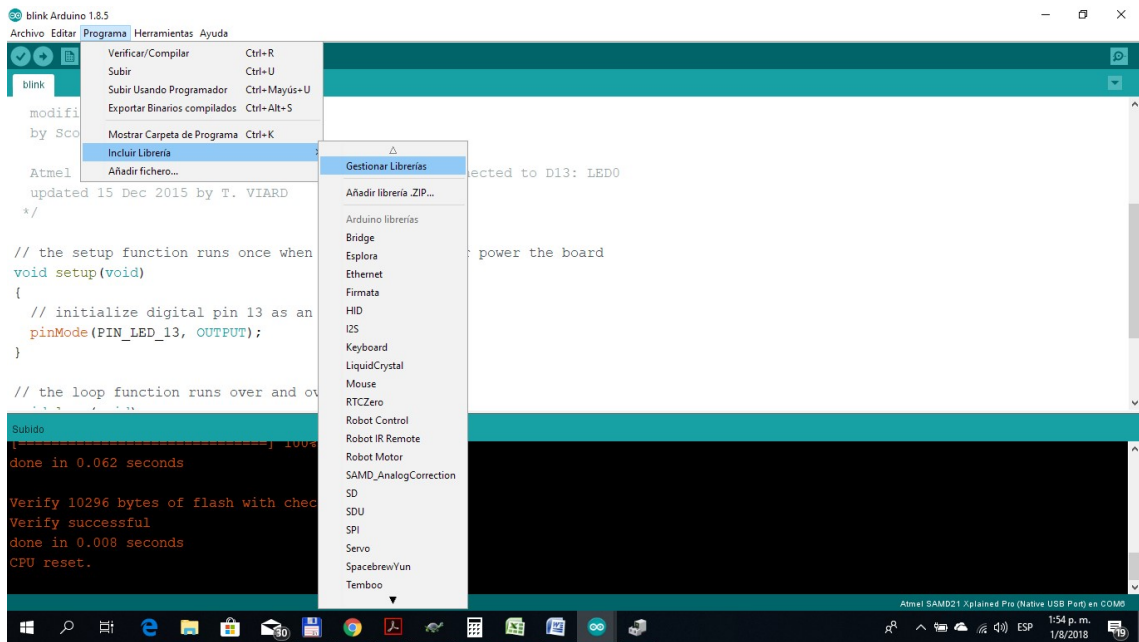 blink Arduino 1.8.5
Archivo Editar Programa Herramientas Ayuda
Verificar/Compilar Ctrl+R
Subir Ctrl+U
Subir Usando Programador Ctrl+Mayús+U
Exportar Binarios compilados Ctrl+Alt+S
Mostrar Carpeta de Programa Ctrl+K
Incluir Librería
Añadir fichero...
Gestionar Librerías
Añadir librería .ZIP...
Arduino librerías
Bridge
Esplora
Ethernet
Firmata
HID
I2S
Keyboard
LiquidCrystal
Mouse
RTCZero
Robot Control
Robot IR Remote
Robot Motor
SAMD_AnalogCorrection
SD
SDU
SPI
Servo
SpacebrewYun
Temboo
blink
modifi
by Sco
Atmel nected to D13: LED0
updated 15 Dec 2015 by T. VIARD
*/
// the setup function runs once when r power the board
void setup(void)
{
// initialize digital pin 13 as an
pinMode(PIN_LED_13, OUTPUT);
}
// the loop function runs over and ov
Subido
[==============================] 100%
done in 0.062 seconds
Verify 10296 bytes of flash with chec
Verify successful
done in 0.008 seconds
CPU reset.
Atmel SAMD21 Xplained Pro (Native USB Port) en COM6
30
ESP
1:54 p. m.
1/8/2018
19